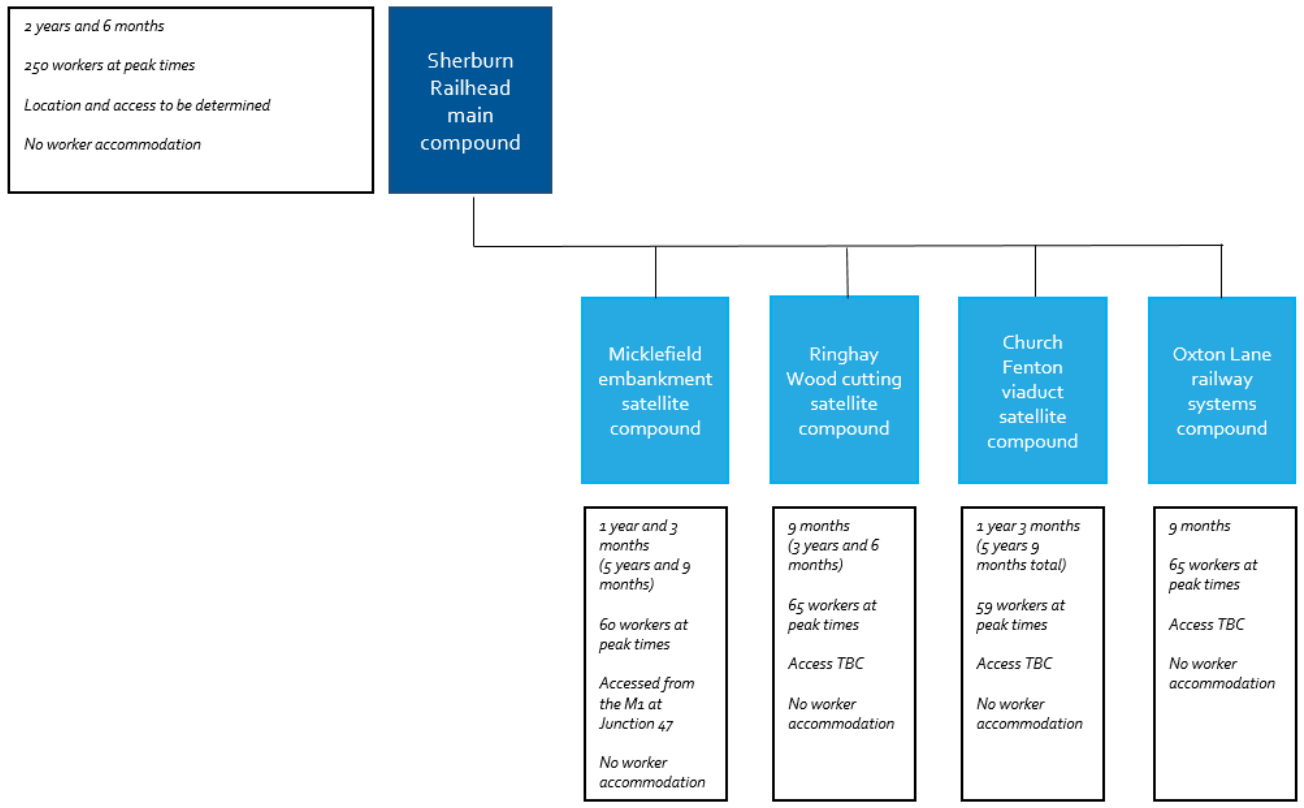 2 years and 6 months
250 workers at peak times
Location and access to be determined
No worker accommodation
Sherburn
Railhead
main
compound
Micklefield
embankment
satellite
compound
Ringhay
Wood cutting
satellite
compound
Church
Fenton
viaduct
satellite
compound
Oxton Lane
railway
systems
compound
1 year and 3
months
(5 years and 9
months)
60 workers at
peak times
Accessed from
the M1 at
Junction 47
No worker
accommodation
9 months
(3 years and 6
months)
65 workers at
peak times
Access TBC
No worker
accommodation
1 year 3 months
(5 years 9
months total)
59 workers at
peak times
Access TBC
No worker
accommodation
9 months
65 workers at
peak times
Access TBC
No worker
accommodation